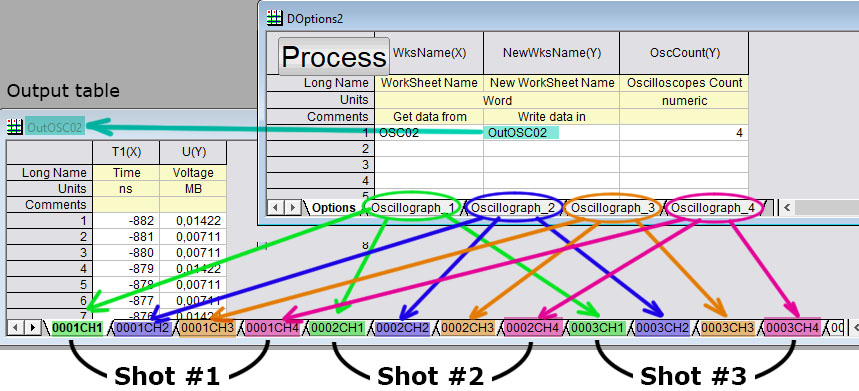 DOptions2
Process
WksName(X) NewWksName(Y) OscCount(Y)
Long Name WorkSheet Name New WorkSheet Name Oscilloscopes Count
Units Word numeric
Comments Get data from Write data in
1 OSC02 OutOSC02 4
2
3
4
5
Options Oscillograph_1 Oscillograph_2 Oscillograph_3 Oscillograph_4
8
Output table
OutOSC02
T1(X) U(Y)
Long Name Time Voltage
Units ns MB
Comments
1 -882 0,01422
2 -881 0,00711
3 -880 0,00711
4 -879 0,01422
5 -878 0,00711
6 -877 0,00711
7 -876 0,01422
0001CH1 0001CH2 0001CH3 0001CH4 0002CH1 0002CH2 0002CH3 0002CH4 0003CH1 0003CH2 0003CH3 0003CH4 00
Shot #1 Shot #2 Shot #3